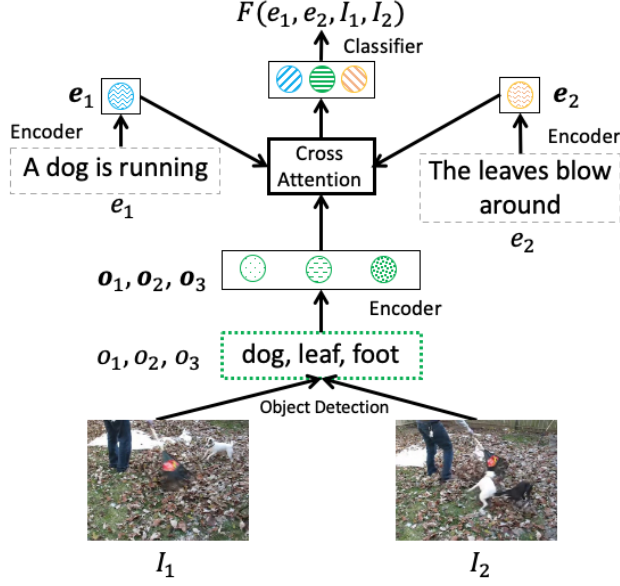 F(e₁, e₂, I₁, I₂)
Classifier
e₁
e₂
Encoder
Encoder
A dog is running
Cross
Attention
The leaves blow
around
e₁
e₂
o₁, o₂, o₃
Encoder
o₁, o₂, o₃
dog, leaf, foot
Object Detection
I₁
I₂